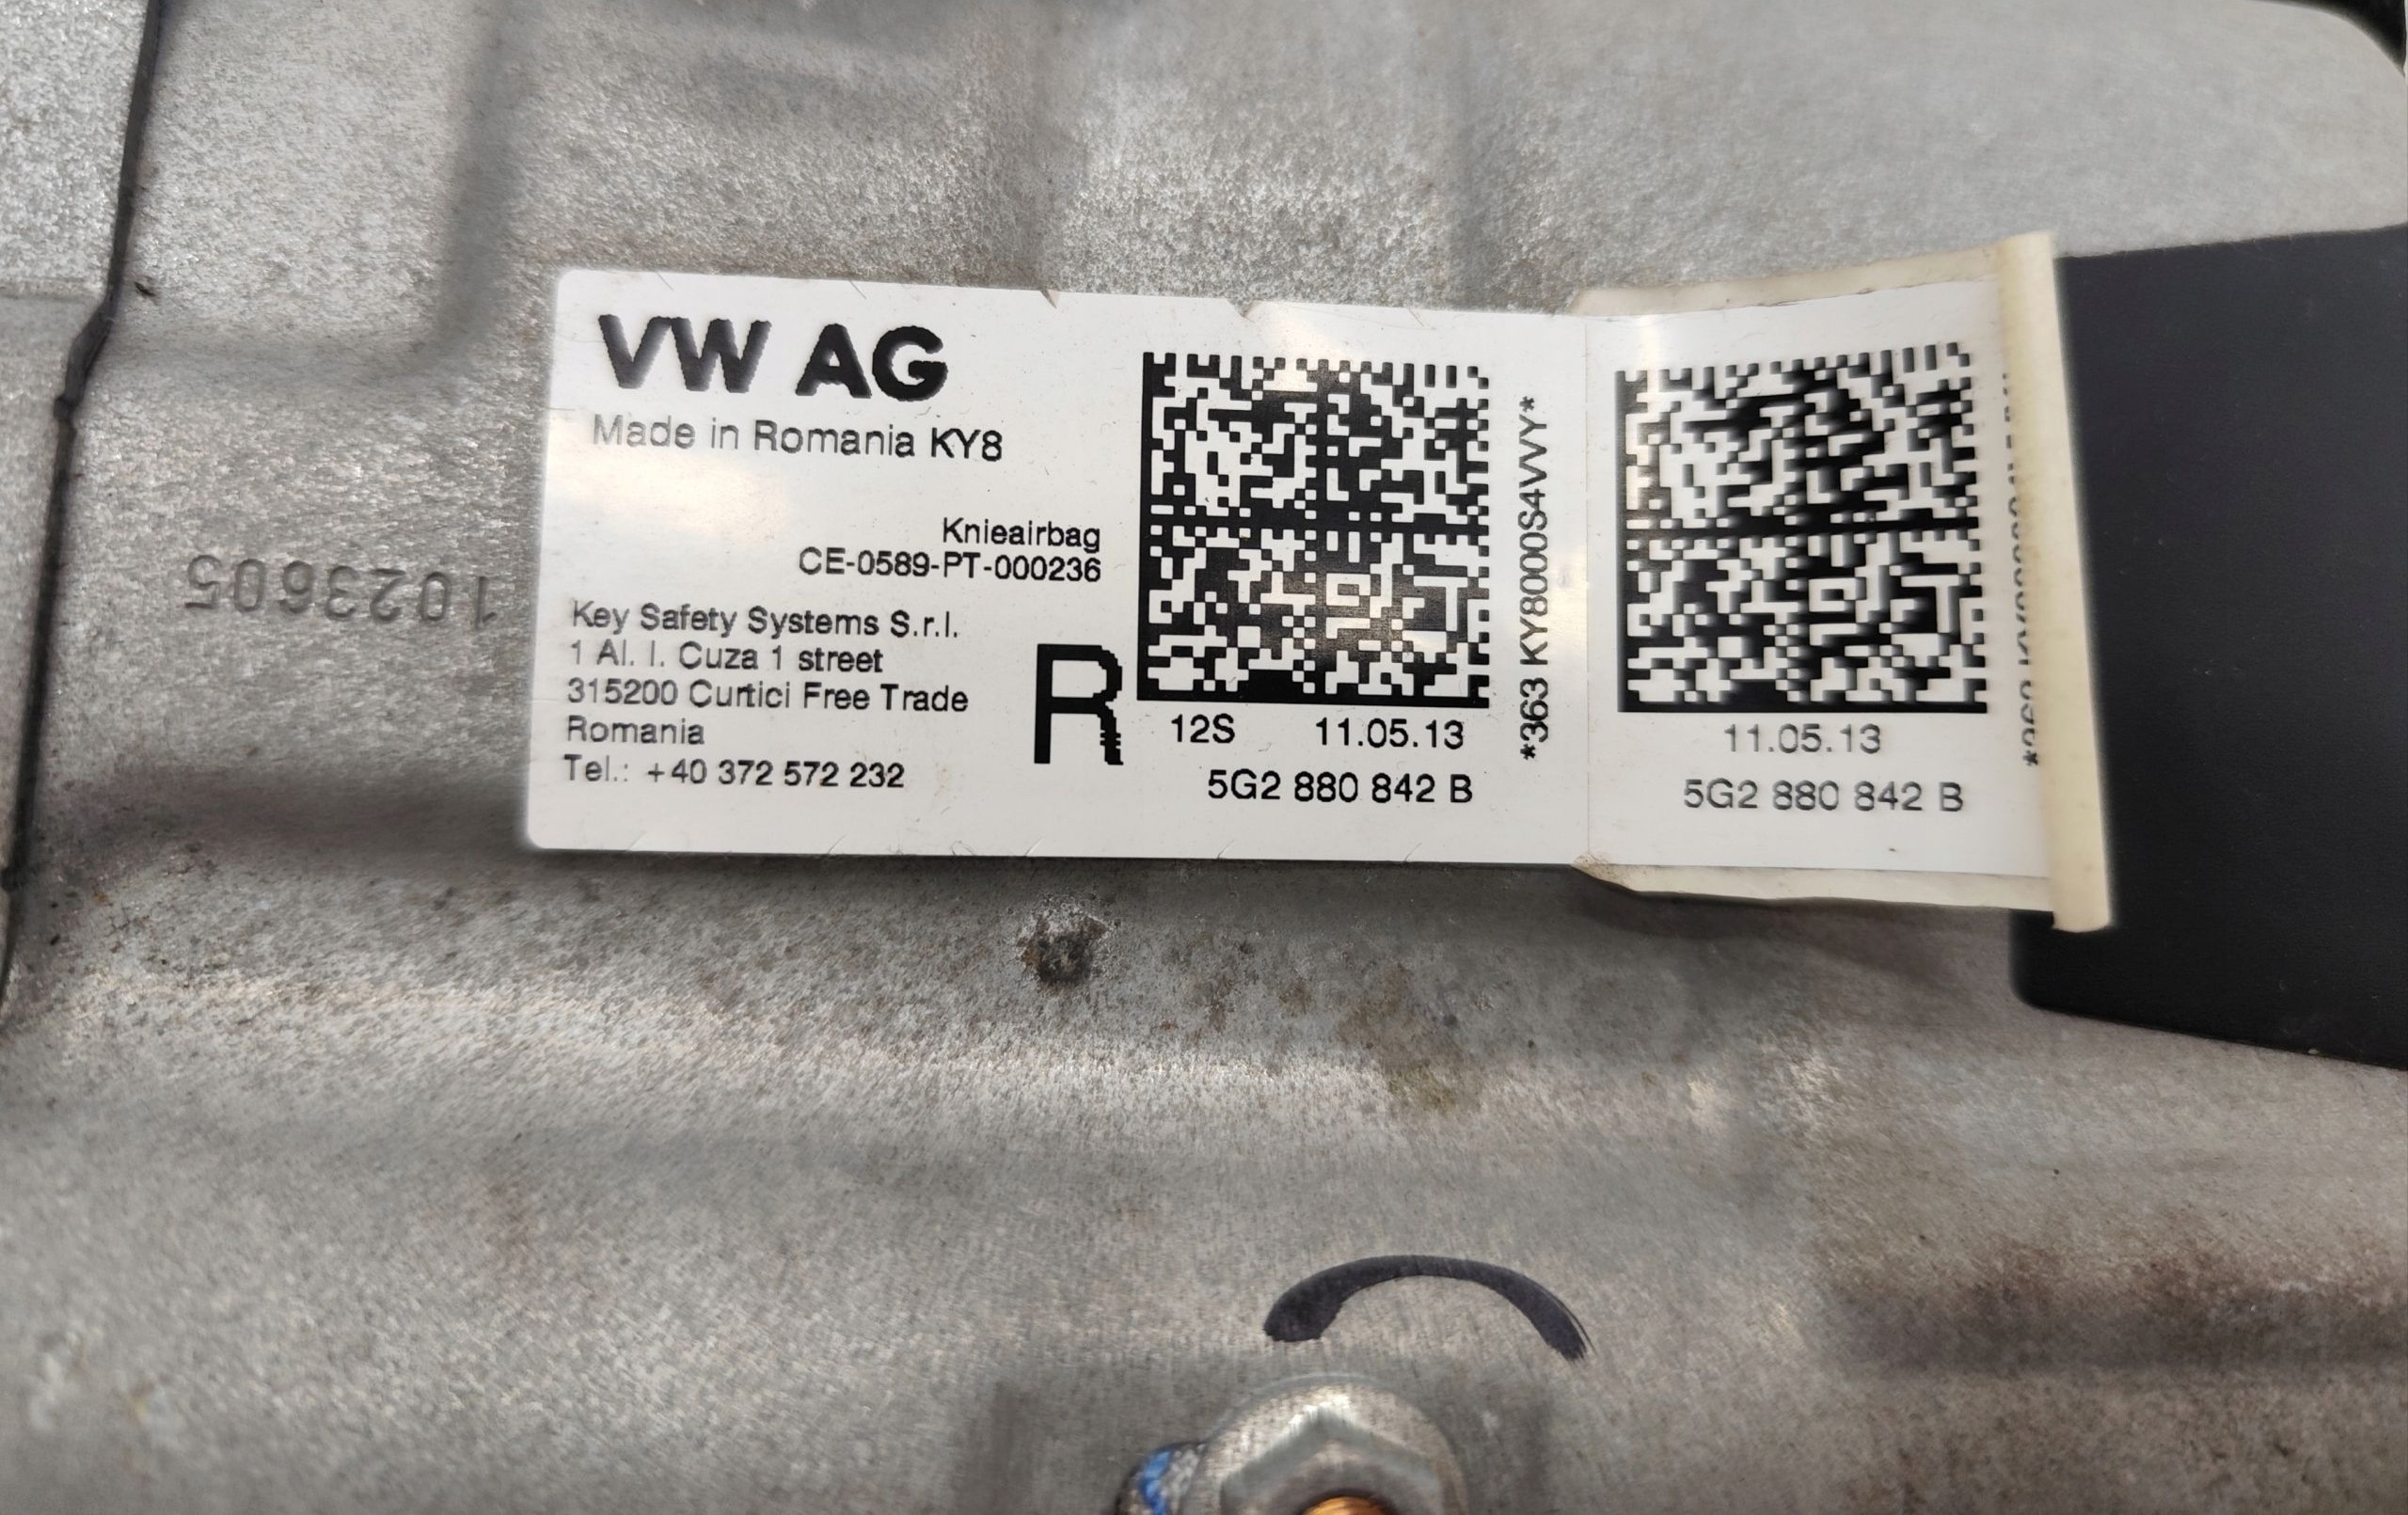 VW AG
Made in Romania KY8
Knieairbag
CE-0589-PT-000236
Key Safety Systems S.r.l.
1 Al. I. Cuza 1 street
315200 Curtici Free Trade
Romania
Tel.: +40 372 572 232
R
12S 11.05.13
5G2 880 842 B
*363 KY8000S4VVY*
11.05.13
5G2 880 842 B
1023605